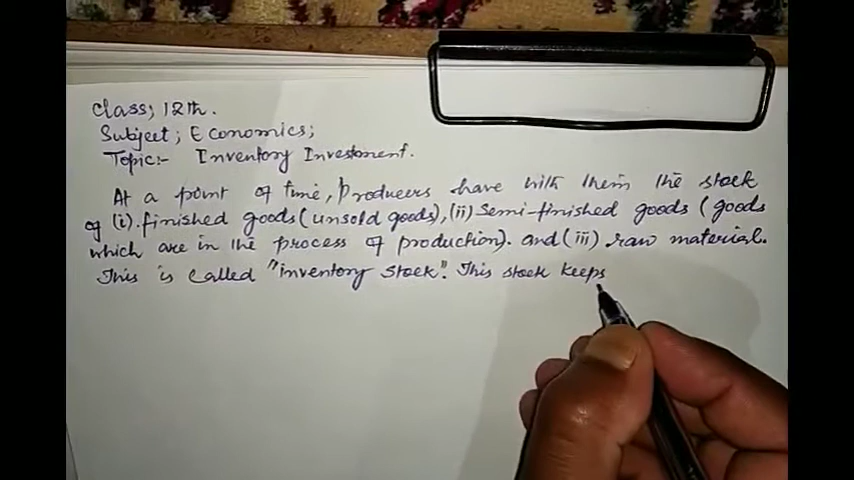 Class; 12th.
Subject; Economics;
Topic:- Inventory Investment.
At a point of time, producers have with them the stock
of (i). finished goods (unsold goods), (ii) Semi-finished goods (goods
which are in the process of production). and (iii) raw material.
This is called "inventory stock". This stock keeps